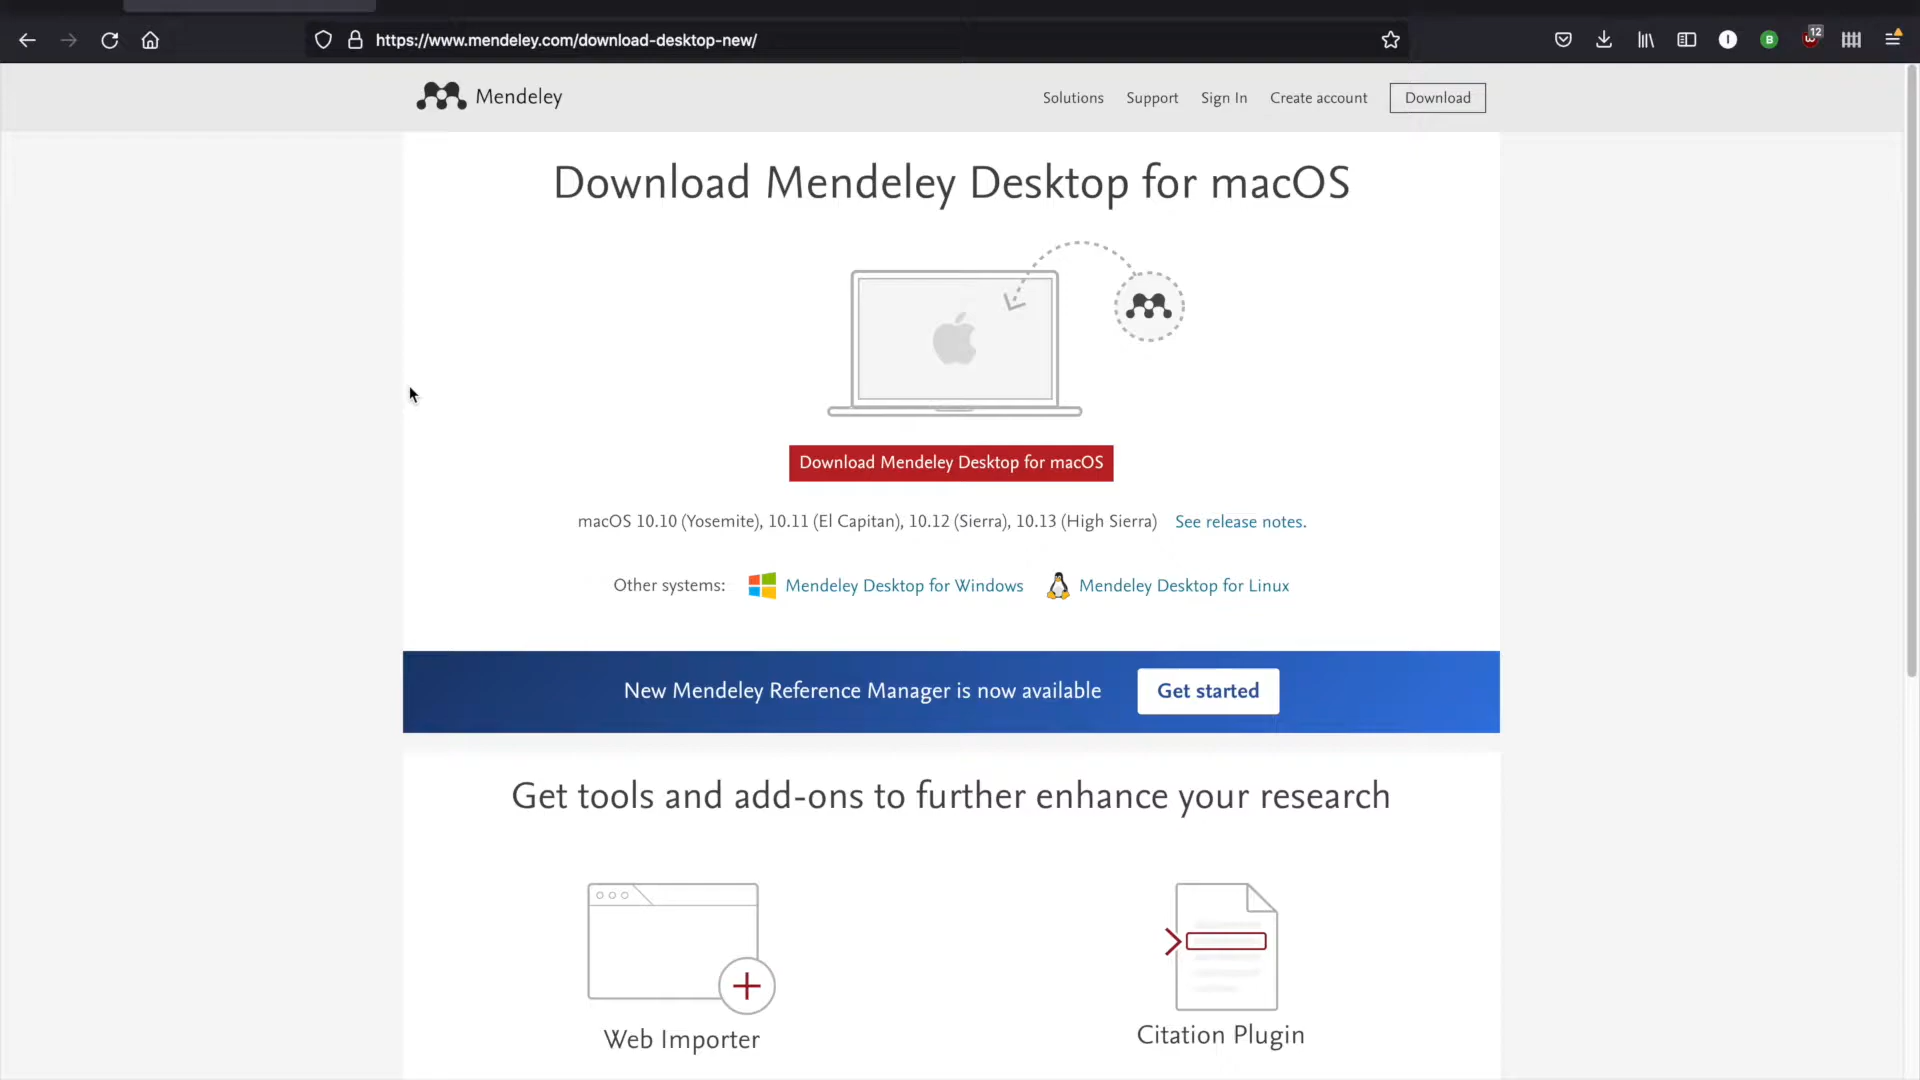 https://www.mendeley.com/download-desktop-new/
12
I
B
Mendeley
Solutions
Support
Sign In
Create account
Download
Download Mendeley Desktop for macOS
Download Mendeley Desktop for macOS
macOS 10.10 (Yosemite), 10.11 (El Capitan), 10.12 (Sierra), 10.13 (High Sierra) See release notes.
Other systems: Mendeley Desktop for Windows Mendeley Desktop for Linux
New Mendeley Reference Manager is now available Get started
Get tools and add-ons to further enhance your research
Web Importer
Citation Plugin